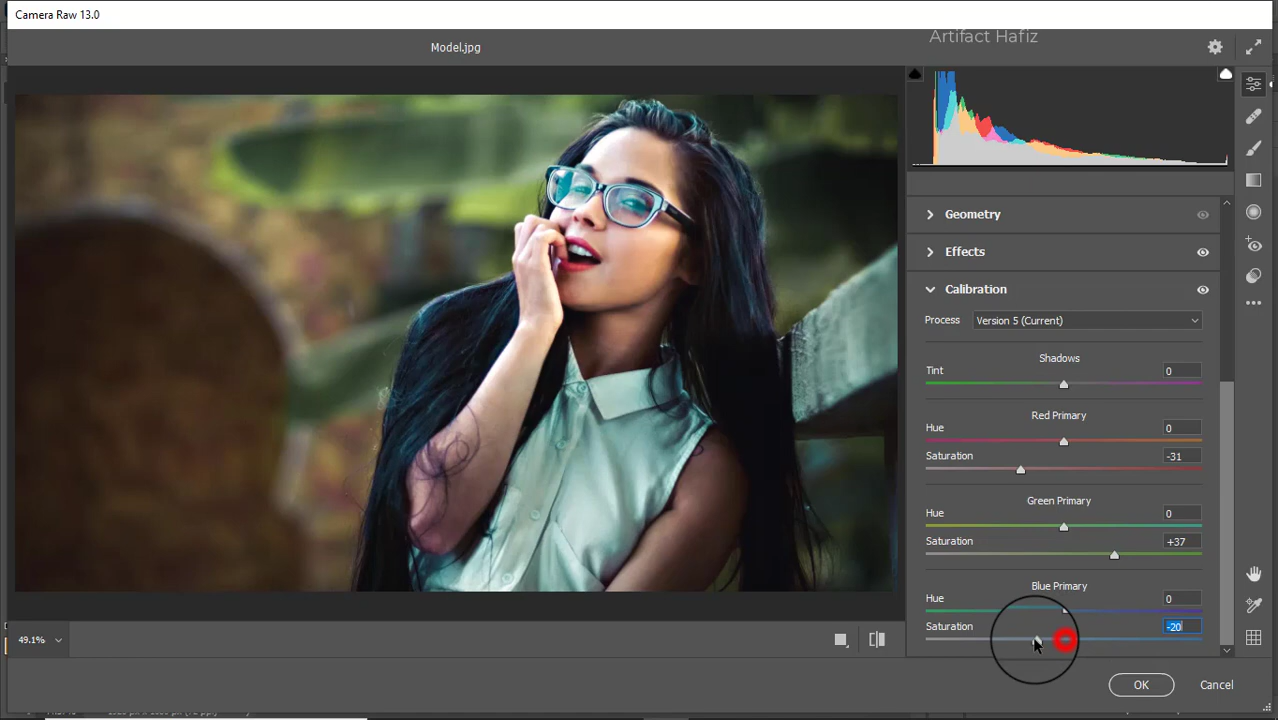 Camera Raw 13.0
Artifact Hafiz
Model.jpg
Geometry
Effects
Calibration
Process Version 5 (Current)
Shadows
Tint 0
Red Primary
Hue 0
Saturation -31
Green Primary
Hue 0
Saturation +37
Blue Primary
Hue 0
Saturation -20
49.1%
OK Cancel